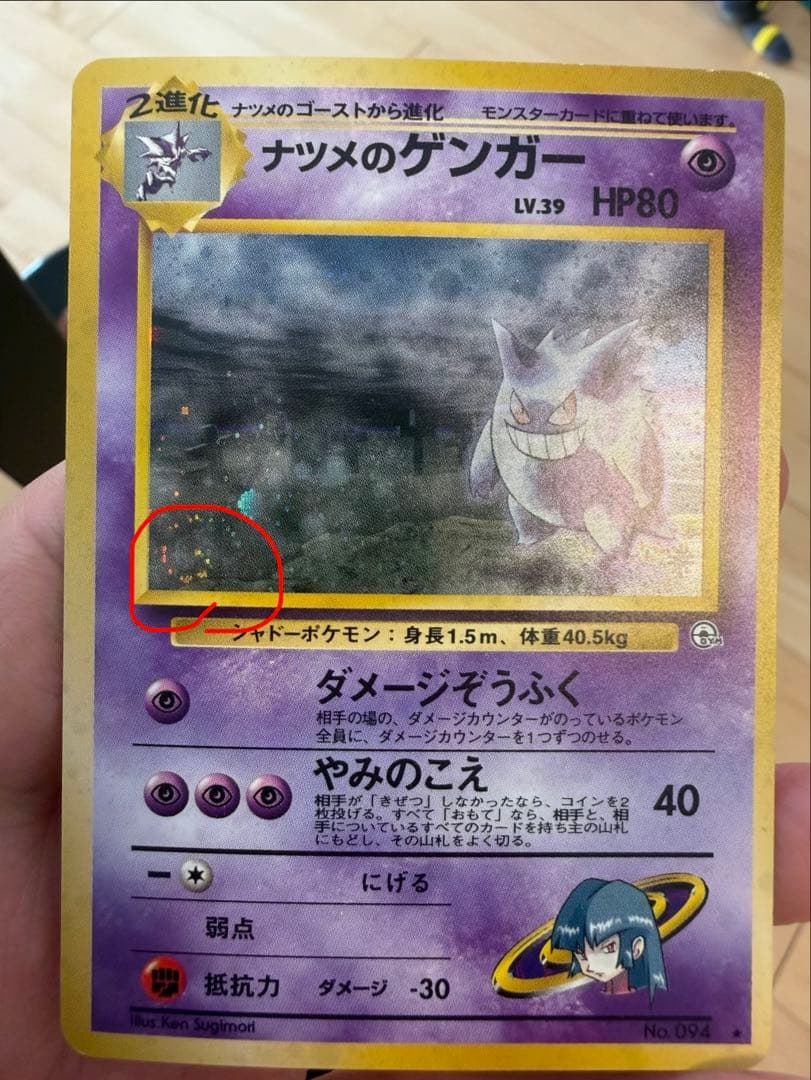 2進化
ナツメのゴーストから進化
モンスターカードに重ねて使います。
ナツメのゲンガー
LV.39 HP80
シャドーポケモン：身長1.5m、体重40.5kg
GYM
ダメージぞうふく
相手の場の、ダメージカウンターがのっているポケモン
全員に、ダメージカウンターを1つずつのせる。
やみのこえ
40
相手が「きぜつ」しなかったなら、コインを2
枚投げる。すべて「おもて」なら、相手と、相
手についているすべてのカードを持ち主の山札
にもどし、その山札をよく切る。
にげる
弱点
抵抗力 ダメージ -30
Illus Ken Sugimori
No. 094